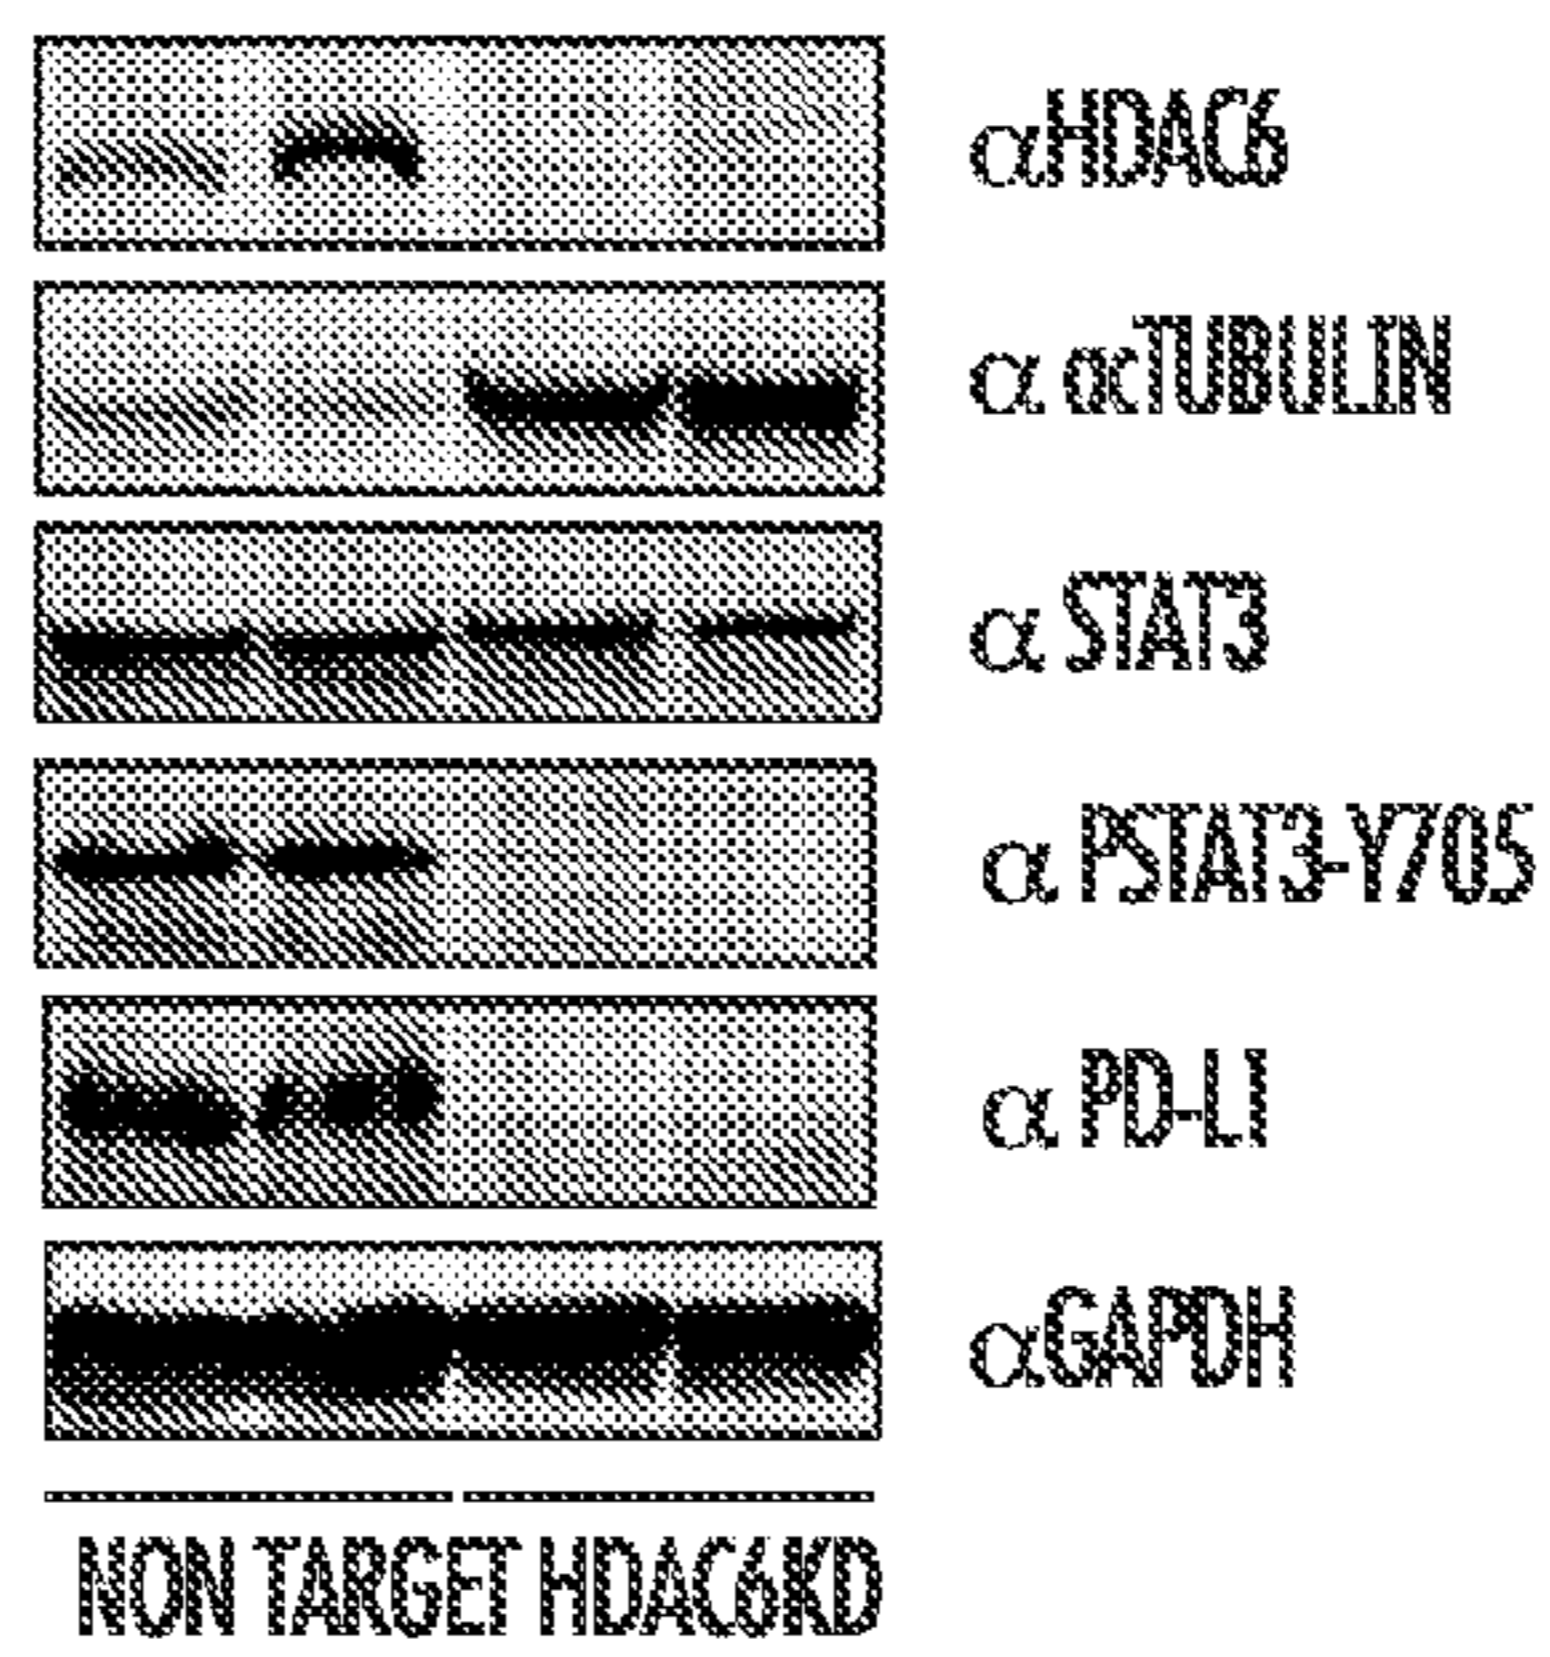 αHDAC6
α acTUBULIN
α STAT3
α PSTAT3-Y705
α PD-L1
αGAPDH
NON TARGET HDAC6KD